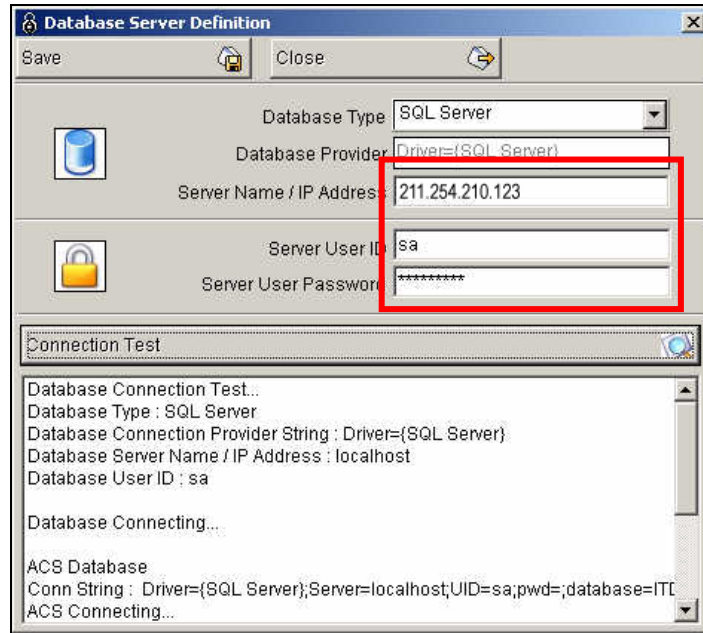 Database Server Definition
Save Close
Database Type SQL Server
Database Provider Driver={SQL Server}
Server Name / IP Address 211.254.210.123
Server User ID sa
Server User Password *********
Connection Test
Database Connection Test...
Database Type : SQL Server
Database Connection Provider String : Driver={SQL Server}
Database Server Name / IP Address : localhost
Database User ID : sa
Database Connecting...
ACS Database
Conn String : Driver={SQL Server};Server=localhost;UID=sa;pwd=;database=ITD
ACS Connecting...